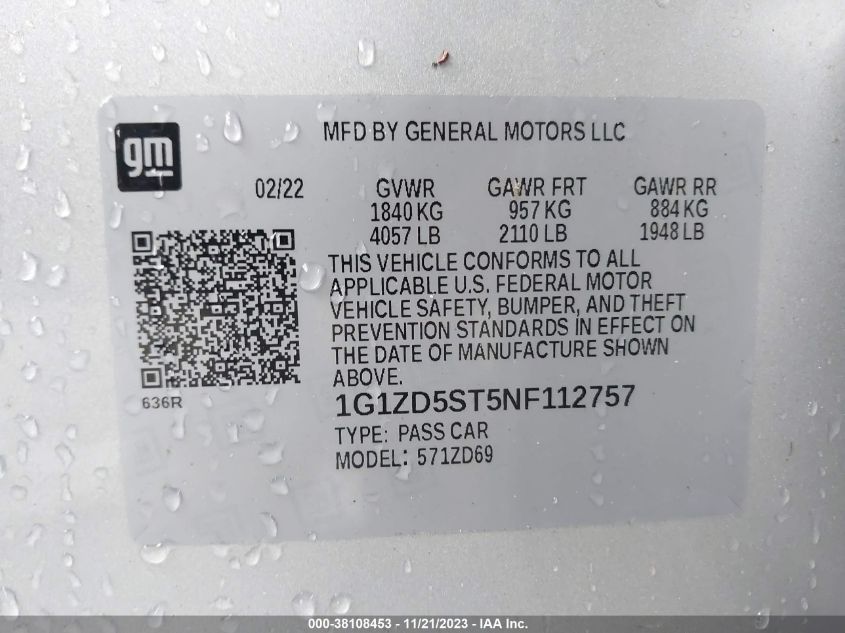 MFD BY GENERAL MOTORS LLC
gm
02/22 GVWR GAWR FRT GAWR RR
1840 KG 957 KG 884 KG
4057 LB 2110 LB 1948 LB
THIS VEHICLE CONFORMS TO ALL
APPLICABLE U.S. FEDERAL MOTOR
VEHICLE SAFETY, BUMPER, AND THEFT
PREVENTION STANDARDS IN EFFECT ON
THE DATE OF MANUFACTURE SHOWN
ABOVE.
636R
1G1ZD5ST5NF112757
TYPE: PASS CAR
MODEL: 571ZD69
000-38108453 - 11/21/2023 - IAA Inc.